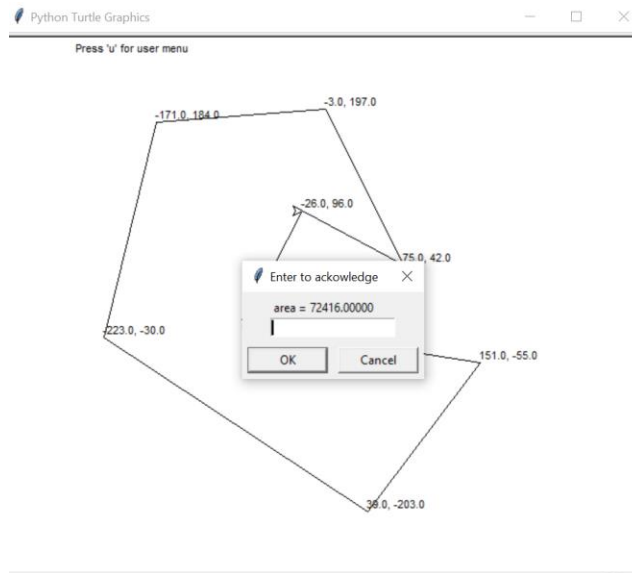 Python Turtle Graphics
Press 'u' for user menu
-3.0, 197.0
-171.0, 184.0
-26.0, 96.0
75.0, 42.0
Enter to ackowledge
area = 72416.00000
-223.0, -30.0
151.0, -55.0
OK
Cancel
39.0, -203.0